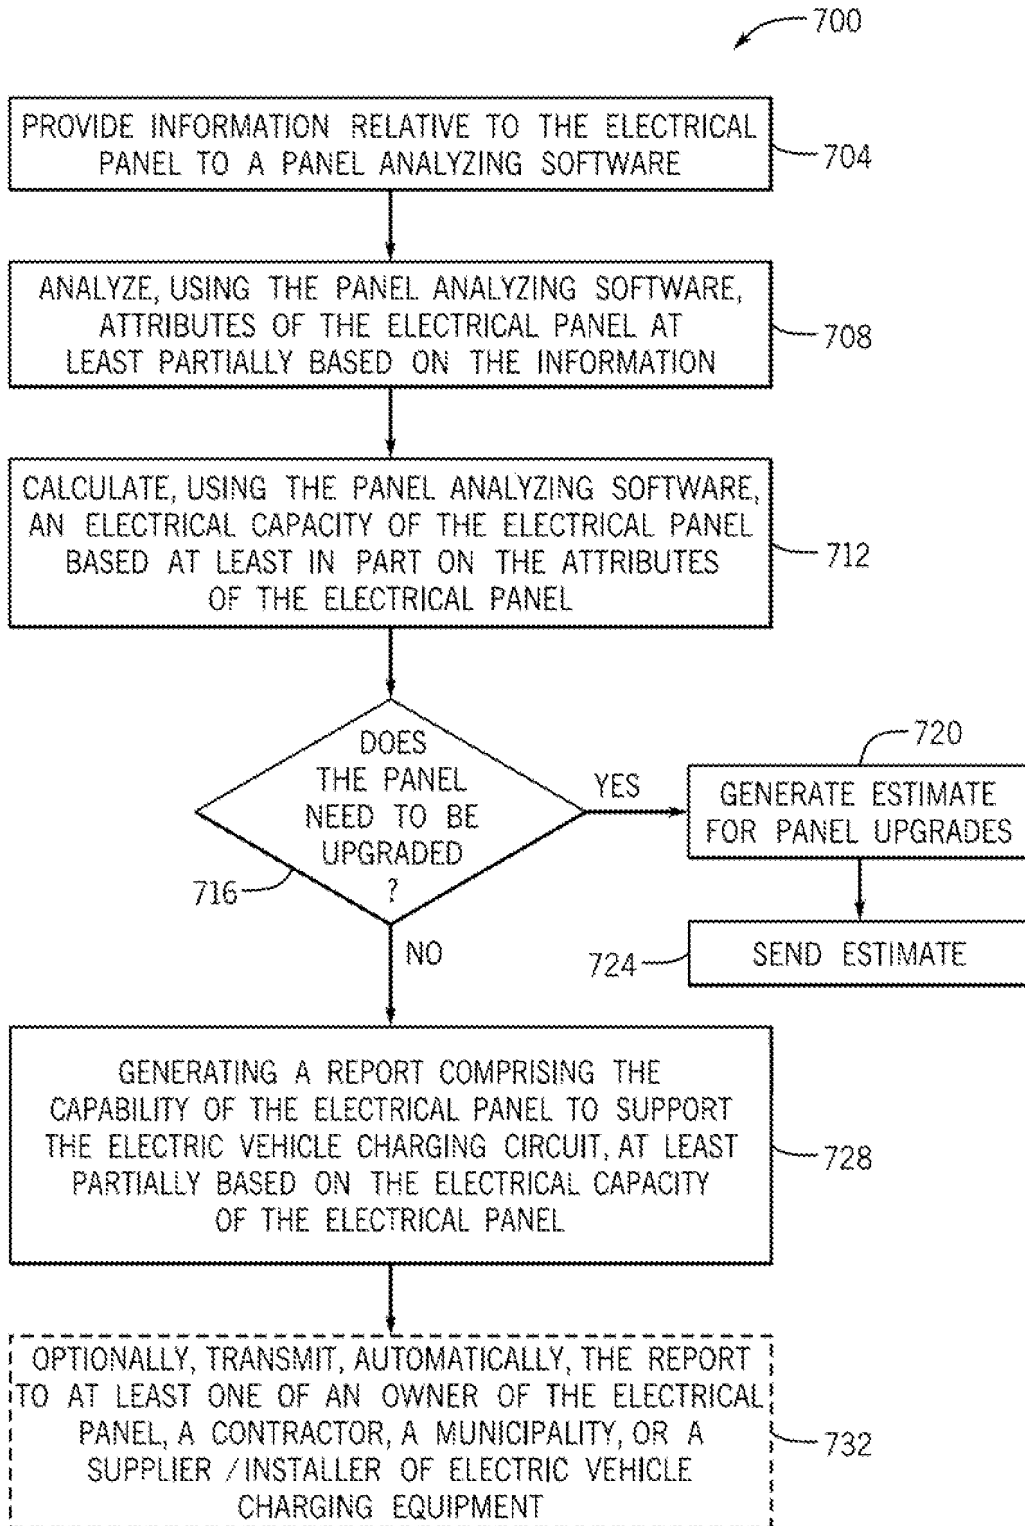 700
PROVIDE INFORMATION RELATIVE TO THE ELECTRICAL
PANEL TO A PANEL ANALYZING SOFTWARE
704
ANALYZE, USING THE PANEL ANALYZING SOFTWARE,
ATTRIBUTES OF THE ELECTRICAL PANEL AT
LEAST PARTIALLY BASED ON THE INFORMATION
708
CALCULATE, USING THE PANEL ANALYZING SOFTWARE,
AN ELECTRICAL CAPACITY OF THE ELECTRICAL PANEL
BASED AT LEAST IN PART ON THE ATTRIBUTES
OF THE ELECTRICAL PANEL
712
DOES
THE PANEL
NEED TO BE
UPGRADED
?
716
YES
720
GENERATE ESTIMATE
FOR PANEL UPGRADES
724
SEND ESTIMATE
NO
GENERATING A REPORT COMPRISING THE
CAPABILITY OF THE ELECTRICAL PANEL TO SUPPORT
THE ELECTRIC VEHICLE CHARGING CIRCUIT, AT LEAST
PARTIALLY BASED ON THE ELECTRICAL CAPACITY
OF THE ELECTRICAL PANEL
728
OPTIONALLY, TRANSMIT, AUTOMATICALLY, THE REPORT
TO AT LEAST ONE OF AN OWNER OF THE ELECTRICAL
PANEL, A CONTRACTOR, A MUNICIPALITY, OR A
SUPPLIER / INSTALLER OF ELECTRIC VEHICLE
CHARGING EQUIPMENT
732